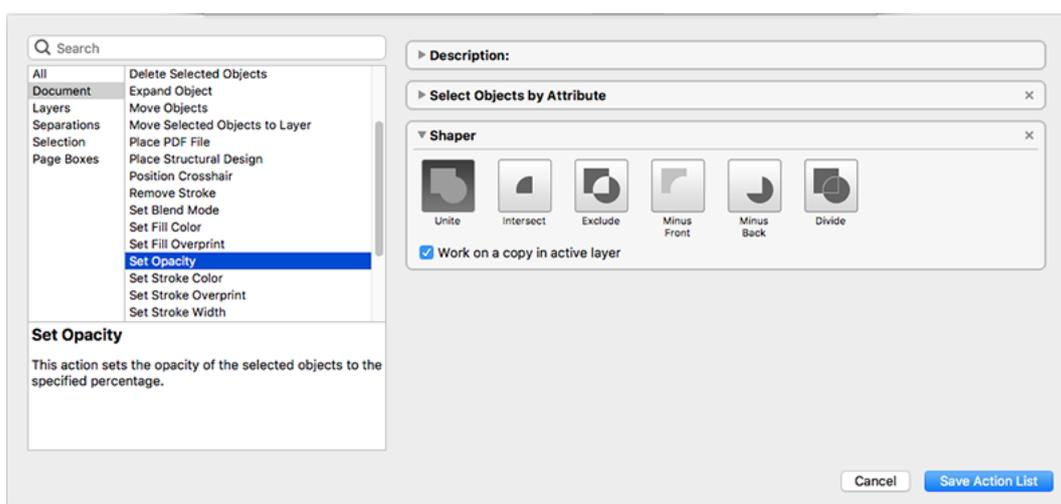 Search
All
Document
Layers
Separations
Selection
Page Boxes
Delete Selected Objects
Expand Object
Move Objects
Move Selected Objects to Layer
Place PDF File
Place Structural Design
Position Crosshair
Remove Stroke
Set Blend Mode
Set Fill Color
Set Fill Overprint
Set Opacity
Set Stroke Color
Set Stroke Overprint
Set Stroke Width
Set Opacity
This action sets the opacity of the selected objects to the
specified percentage.
Description:
Select Objects by Attribute
Shaper
Unite
Intersect
Exclude
Minus
Front
Minus
Back
Divide
Work on a copy in active layer
Cancel
Save Action List